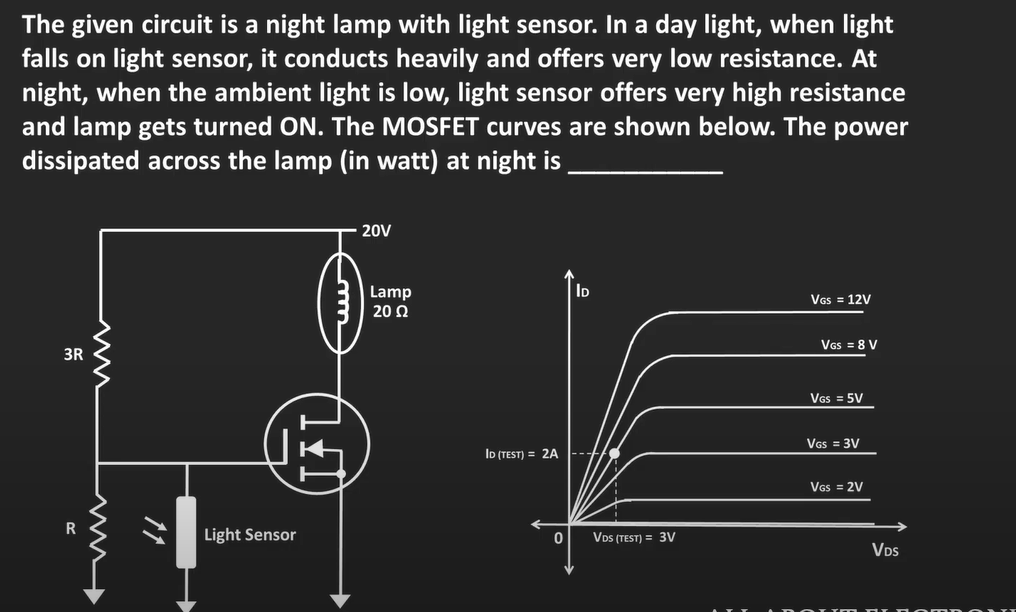 The given circuit is a night lamp with light sensor. In a day light, when light
falls on light sensor, it conducts heavily and offers very low resistance. At
night, when the ambient light is low, light sensor offers very high resistance
and lamp gets turned ON. The MOSFET curves are shown below. The power
dissipated across the lamp (in watt) at night is ____________
20V
Lamp
20 Ω
3R
R
Light Sensor
ID
VGS = 12V
VGS = 8 V
VGS = 5V
VGS = 3V
VGS = 2V
ID (TEST) = 2A
0
VDS (TEST) = 3V
VDS